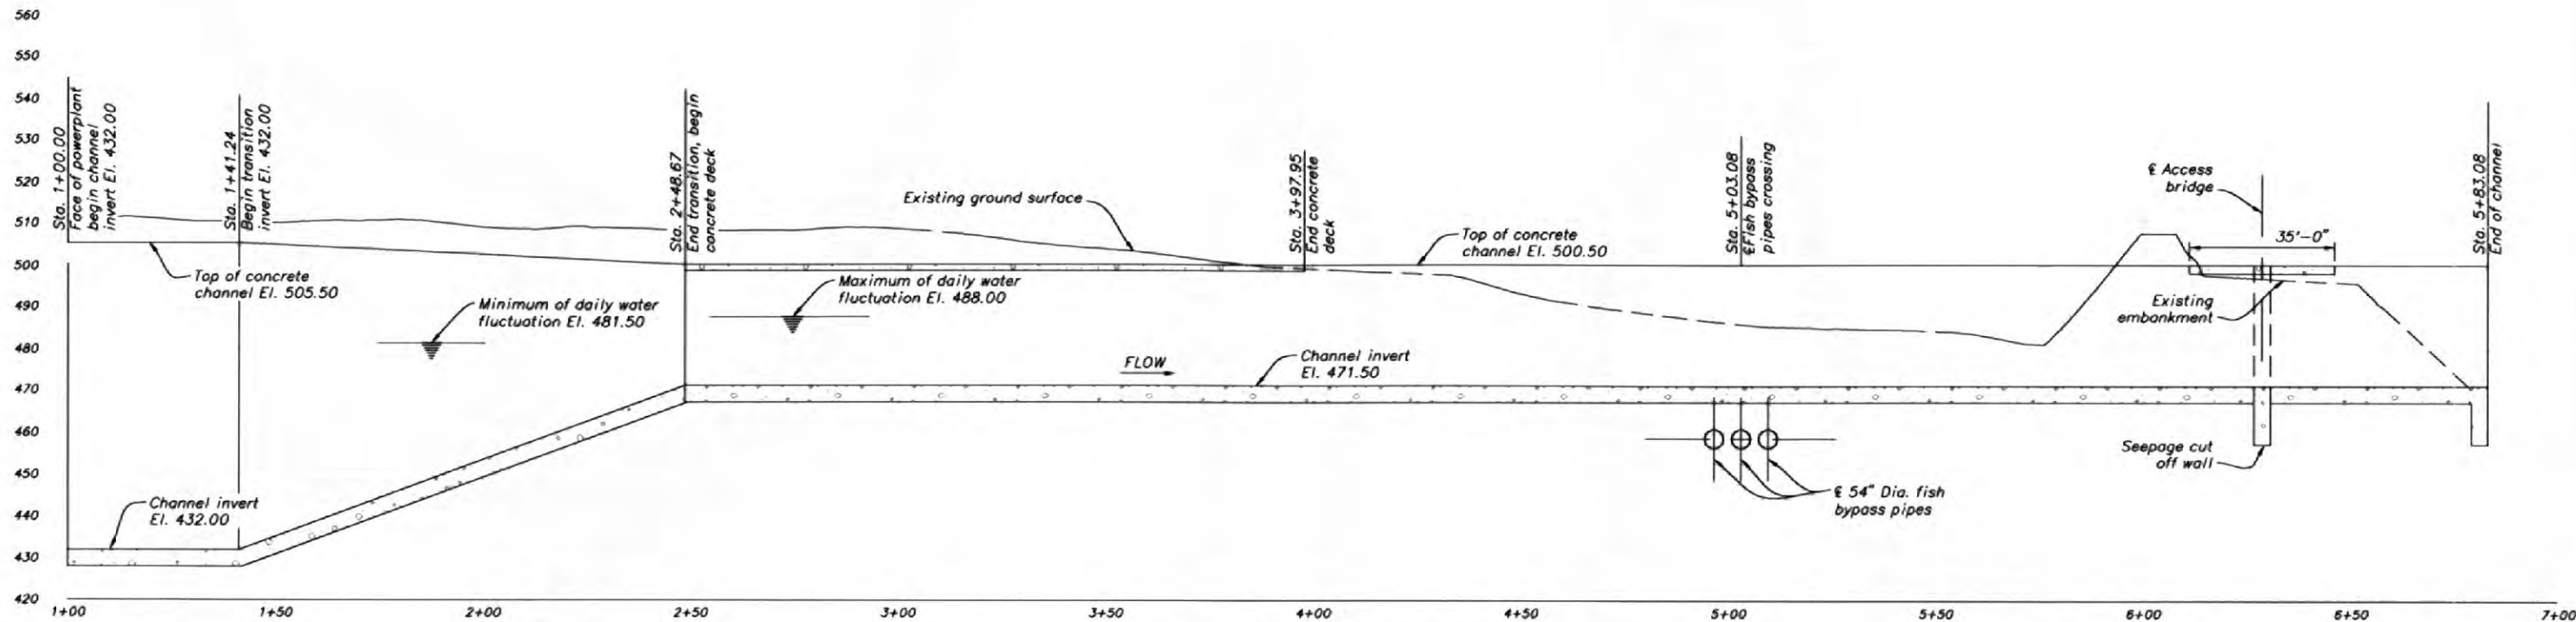 560
550
540
530
520
510
500
490
480
470
460
450
440
430
420
Sta. 1+00.00
Face of powerplant
begin channel
invert El. 432.00
Sta. 1+41.24
Begin transition
invert El. 432.00
Sta. 2+48.67
End transition, begin
concrete deck
Existing ground surface
Sta. 3+97.95
End concrete
deck
Top of concrete
channel El. 500.50
Sta. 5+03.08
℄Fish bypass
pipes crossing
℄ Access
bridge
35'-0"
Sta. 5+83.08
End of channel
Top of concrete
channel El. 505.50
Minimum of daily water
fluctuation El. 481.50
Maximum of daily water
fluctuation El. 488.00
Existing
embankment
FLOW
Channel invert
El. 471.50
Channel invert
El. 432.00
℄ 54" Dia. fish
bypass pipes
Seepage cut
off wall
1+00
1+50
2+00
2+50
3+00
3+50
4+00
4+50
5+00
5+50
6+00
6+50
7+00